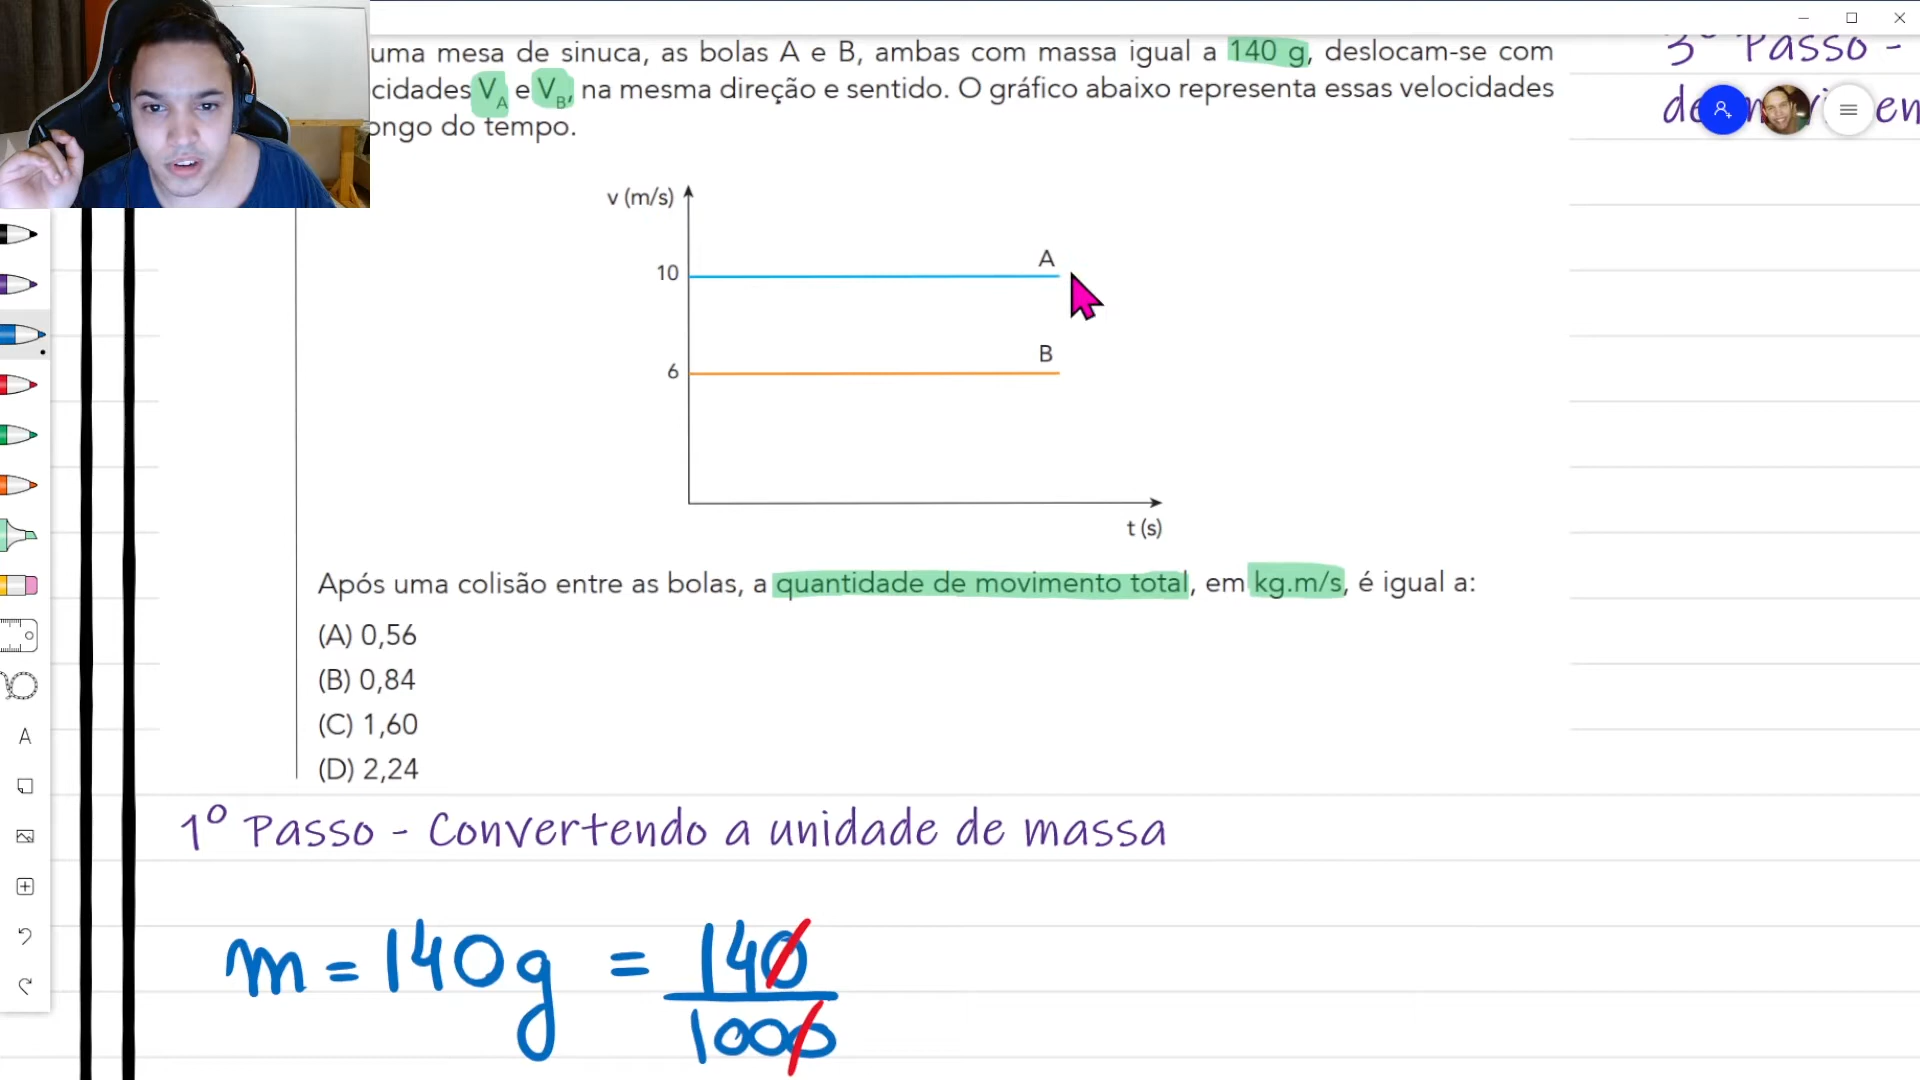 uma mesa de sinuca, as bolas A e B, ambas com massa igual a 140 g, deslocam-se com
cidades V_A e V_B, na mesma direção e sentido. O gráfico abaixo representa essas velocidades
ongo do tempo.
3º Passo -
v (m/s)
A
10
B
6
t (s)
Após uma colisão entre as bolas, a quantidade de movimento total, em kg.m/s, é igual a:
(A) 0,56
(B) 0,84
(C) 1,60
(D) 2,24
1º Passo - Convertendo a unidade de massa
m = 140g = 140
1000